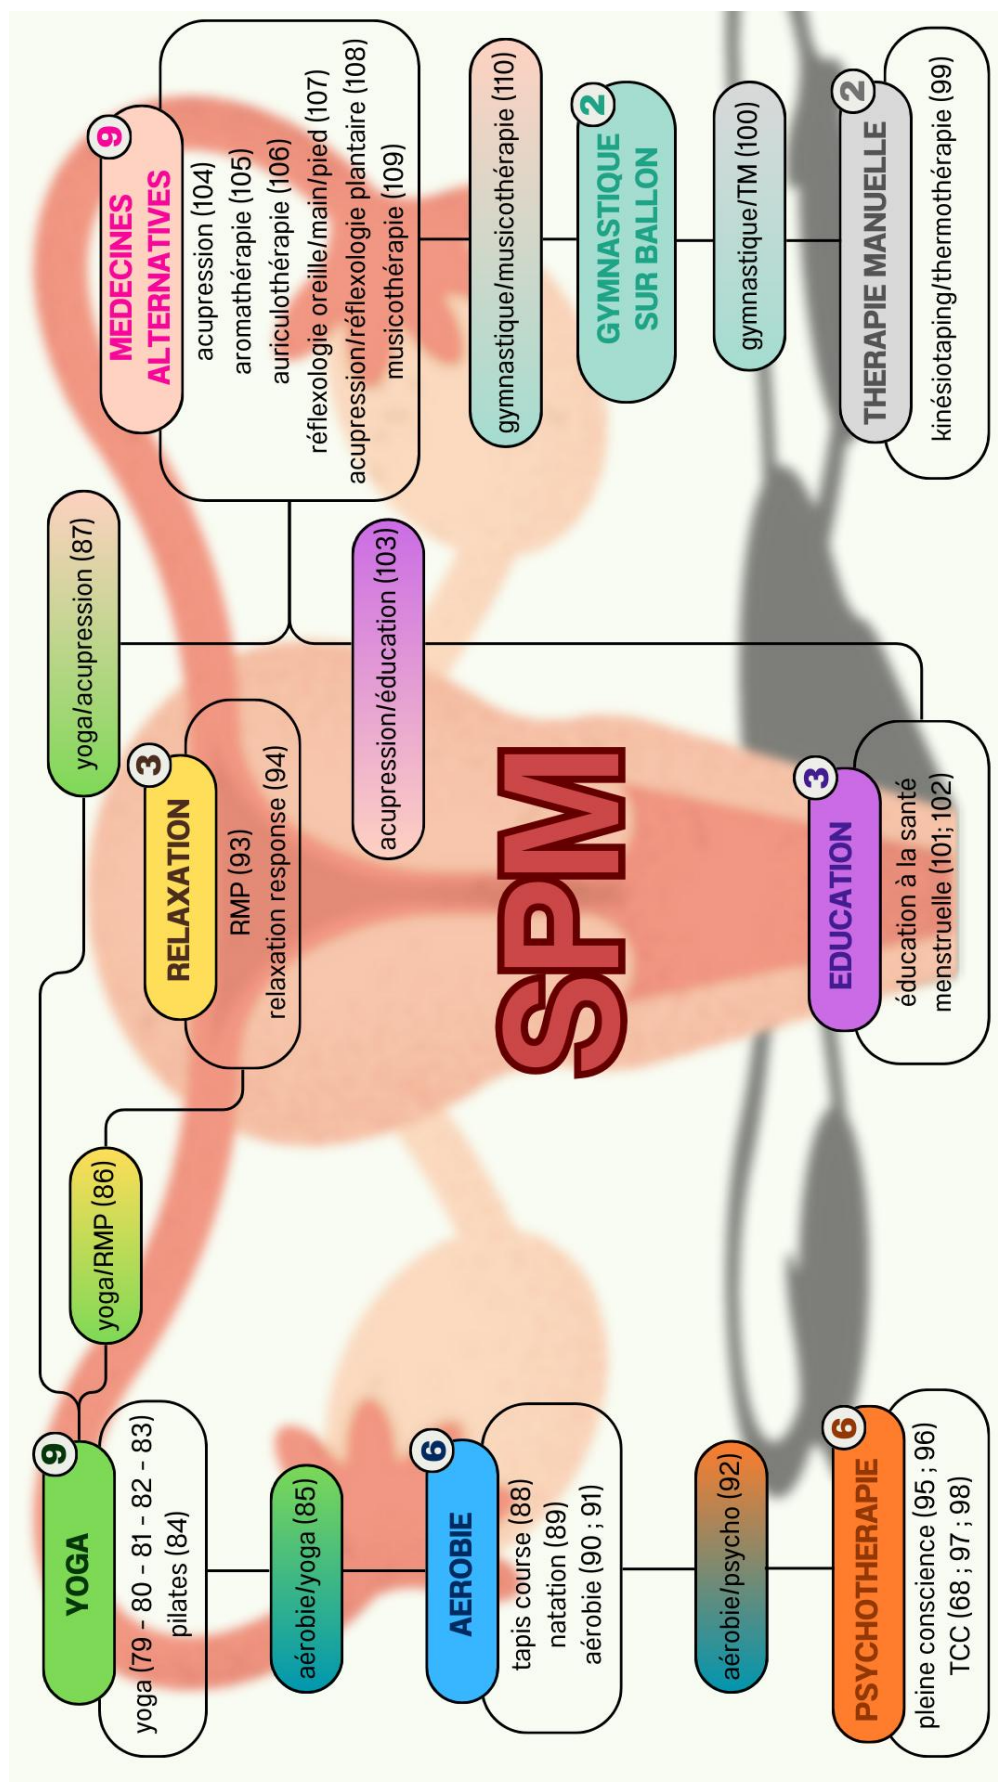 YOGA
9
yoga (79 - 80 - 81 - 82 - 83)
pilates (84)
yoga/RMP (86)
yoga/acupression (87)
RELAXATION
3
RMP (93)
relaxation response (94)
MEDECINES
ALTERNATIVES
9
acupression (104)
aromathérapie (105)
auriculothérapie (106)
réflexologie oreille/main/pied (107)
acupression/réflexologie plantaire (108)
musicothérapie (109)
aérobie/yoga (85)
acupression/éducation (103)
AEROBIE
6
tapis course (88)
natation (89)
aérobie (90 ; 91)
SPM
gymnastique/musicothérapie (110)
GYMNASTIQUE
SUR BALLON
2
aérobie/psycho (92)
gymnastique/TM (100)
PSYCHOTHERAPIE
6
pleine conscience (95 ; 96)
TCC (68 ; 97 ; 98)
EDUCATION
3
éducation à la santé
menstruelle (101; 102)
THERAPIE MANUELLE
2
kinésiotaping/thermothérapie (99)